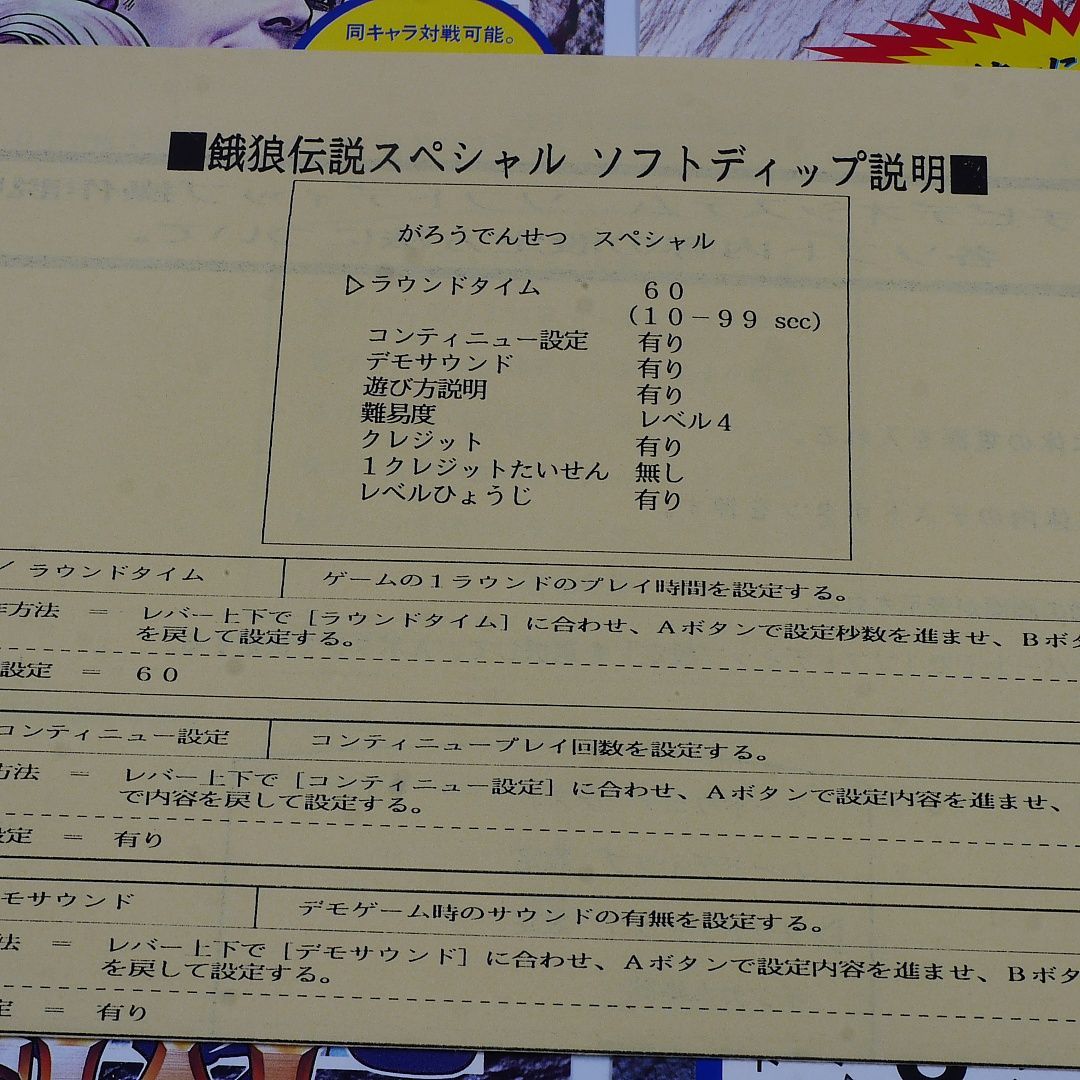 同キャラ対戦可能。
■餓狼伝説スペシャル ソフトディップ説明■
がろうでんせつ スペシャル
▷ラウンドタイム 60
(10-99 sec)
コンティニュー設定 有り
デモサウンド 有り
遊び方説明 有り
難易度 レベル4
クレジット 有り
1クレジットたいせん 無し
レベルひょうじ 有り
／ ラウンドタイム ゲームの1ラウンドのプレイ時間を設定する。
作方法 = レバー上下で[ラウンドタイム]に合わせ、Aボタンで設定秒数を進ませ、Bボタ
を戻して設定する。
設定 = 60
コンティニュー設定 コンティニュープレイ回数を設定する。
方法 = レバー上下で[コンティニュー設定]に合わせ、Aボタンで設定内容を進ませ、
で内容を戻して設定する。
設定 = 有り
モサウンド デモゲーム時のサウンドの有無を設定する。
法 = レバー上下で[デモサウンド]に合わせ、Aボタンで設定内容を進ませ、Bボタ
を戻して設定する。
定 = 有り